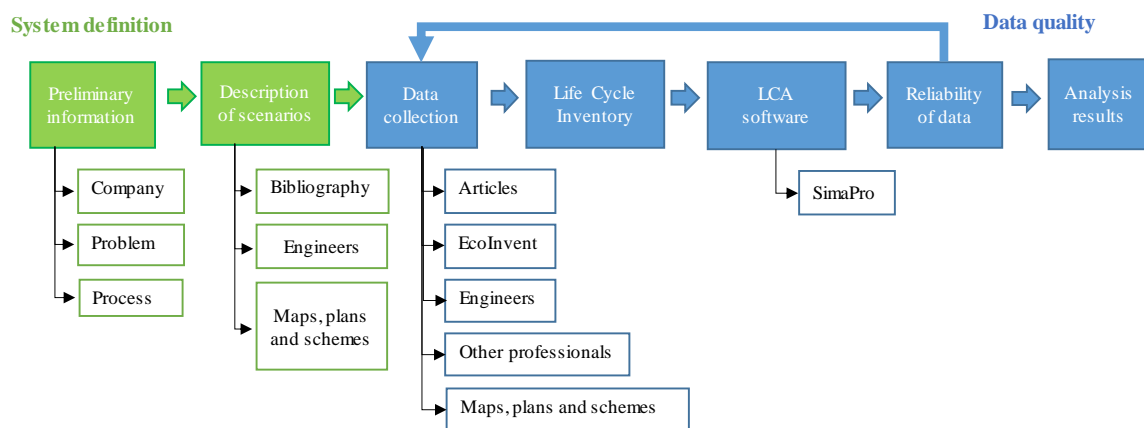 System definition
Data quality
Preliminary
information
Description
of scenarios
Data
collection
Life Cycle
Inventory
LCA
software
Reliability
of data
Analysis
results
Company
Problem
Process
Bibliography
Engineers
Maps, plans
and schemes
Articles
EcoInvent
Engineers
Other professionals
Maps, plans and schemes
SimaPro